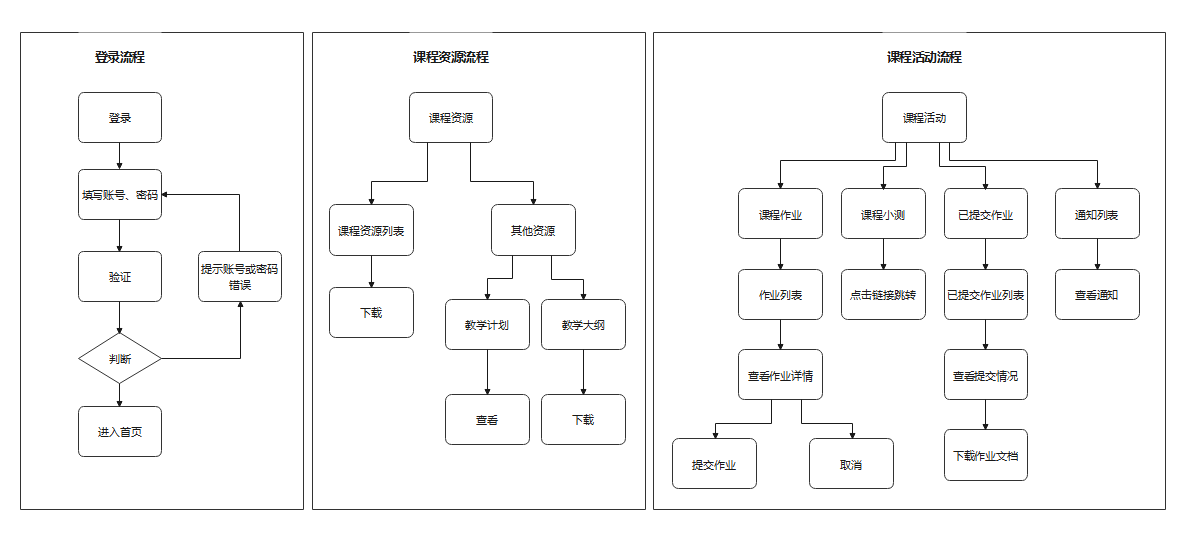 登录流程
登录
填写账号、密码
验证
提示账号或密码
错误
判断
进入首页
课程资源流程
课程资源
课程资源列表
其他资源
下载
教学计划
教学大纲
查看
下载
课程活动流程
课程活动
课程作业
课程小测
已提交作业
通知列表
作业列表
点击链接跳转
已提交作业列表
查看通知
查看作业详情
查看提交情况
提交作业
取消
下载作业文档